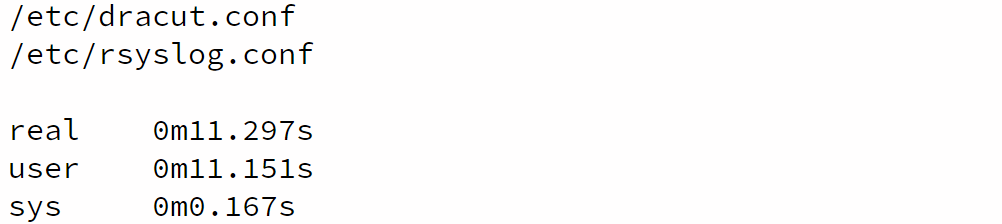 /etc/dracut.conf
/etc/rsyslog.conf

real    0m11.297s
user    0m11.151s
sys     0m0.167s